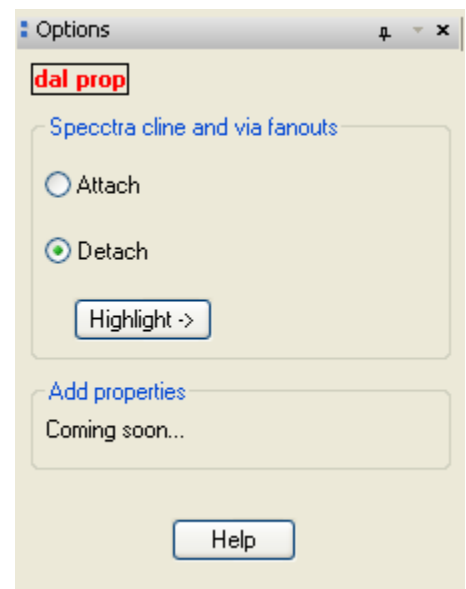 Options
dal prop
Specctra cline and via fanouts
Attach
Detach
Highlight ->
Add properties
Coming soon...
Help